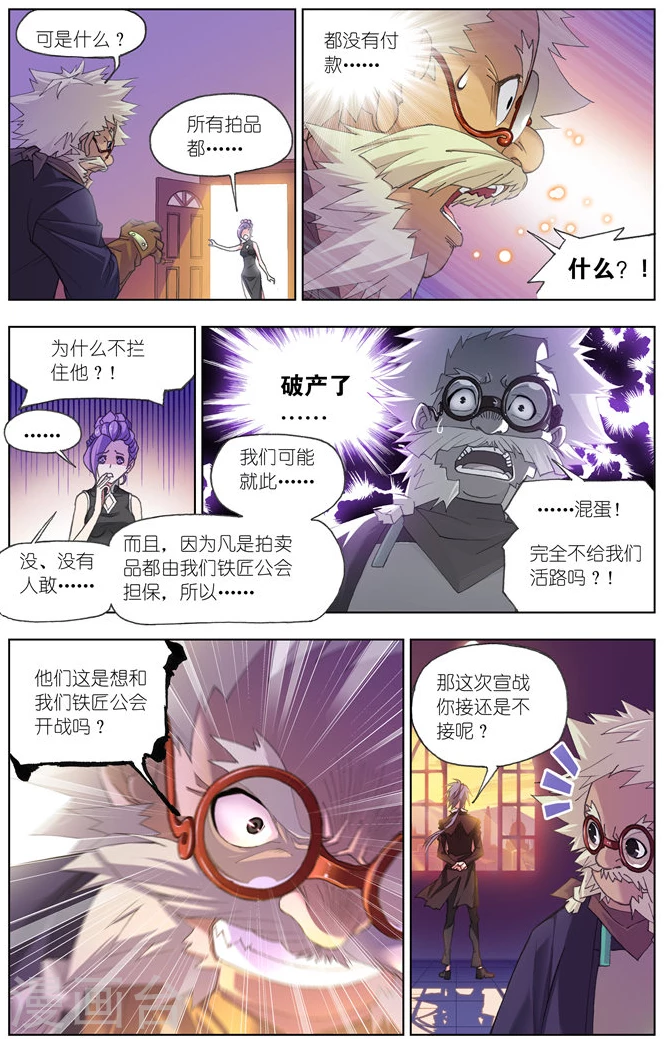 可是什么？
所有拍品
都……
都没有付
款……
什么？！
为什么不拦
住他？！
……
没、没有
人敢……
而且，因为凡是拍卖
品都由我们铁匠公会
担保，所以……
我们可能
就此……
破产了
……
……混蛋！
完全不给我们
活路吗？！
他们这是想和
我们铁匠公会
开战吗？
那这次宣战
你接还是不
接呢？
漫画台